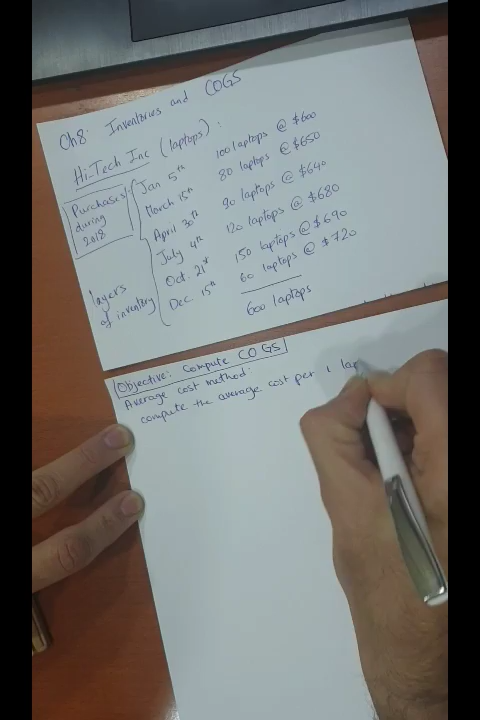 Ch8: Inventories and COGS
Hi-Tech Inc (laptops):
Purchases during 2018
Jan 5th 100 laptops @ $600
March 15th 80 laptops @ $650
April 30th 90 laptops @ $640
July 4th 120 laptops @ $680
Oct. 21st 150 laptops @ $690
Dec. 15th 60 laptops @ $720
600 laptops
layers of inventory
Objective: Compute COGS
Average cost method:
compute the average cost per 1 lap